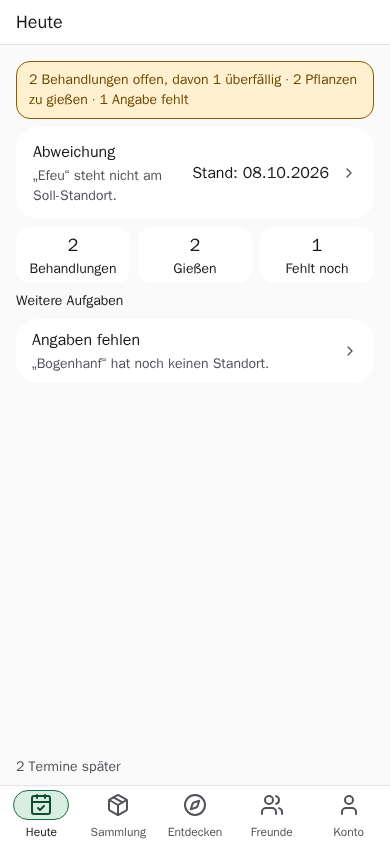 Heute
2 Behandlungen offen, davon 1 überfällig · 2 Pflanzen
zu gießen · 1 Angabe fehlt
Abweichung
„Efeu“ steht nicht am
Soll-Standort.
Stand: 08.10.2026
2
Behandlungen
2
Gießen
1
Fehlt noch
Weitere Aufgaben
Angaben fehlen
„Bogenhanf“ hat noch keinen Standort.
2 Termine später
Heute
Sammlung
Entdecken
Freunde
Konto